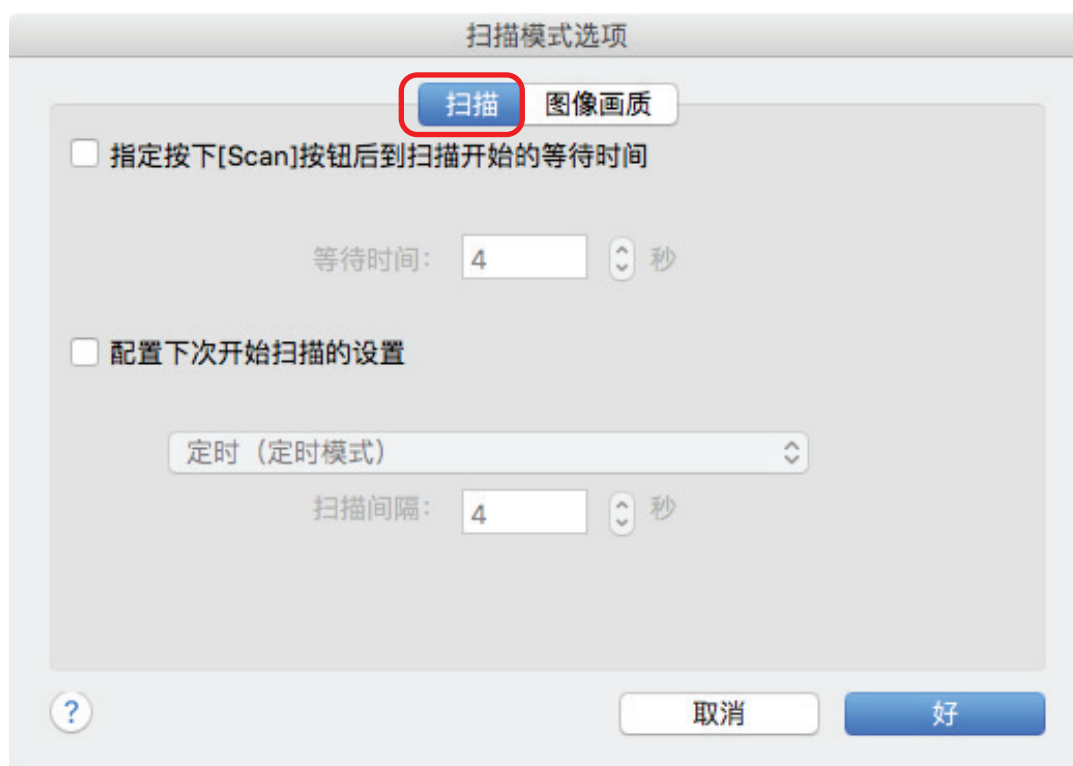 扫描模式选项
扫描 图像画质
指定按下[Scan]按钮后到扫描开始的等待时间
等待时间: 4 秒
配置下次开始扫描的设置
定时（定时模式）
扫描间隔: 4 秒
? 取消 好